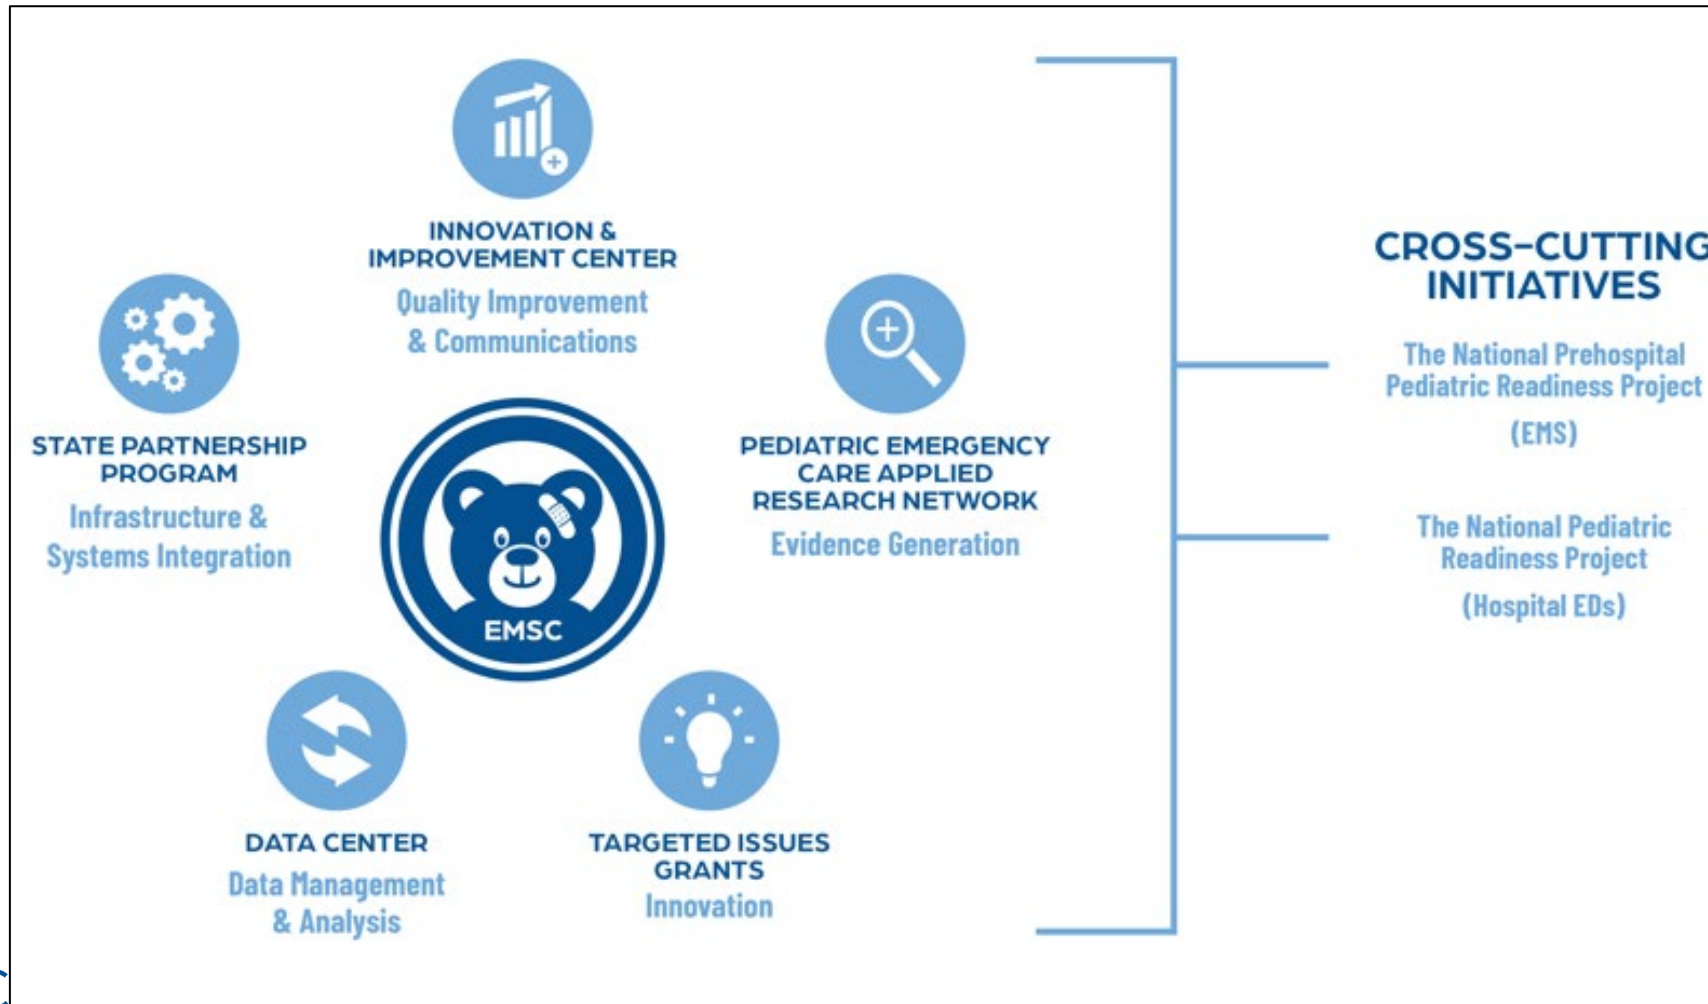 INNOVATION &
IMPROVEMENT CENTER
Quality Improvement
& Communications
STATE PARTNERSHIP
PROGRAM
Infrastructure &
Systems Integration
PEDIATRIC EMERGENCY
CARE APPLIED
RESEARCH NETWORK
Evidence Generation
EMSC
DATA CENTER
Data Management
& Analysis
TARGETED ISSUES
GRANTS
Innovation
CROSS-CUTTING
INITIATIVES
The National Prehospital
Pediatric Readiness Project
(EMS)
The National Pediatric
Readiness Project
(Hospital EDs)